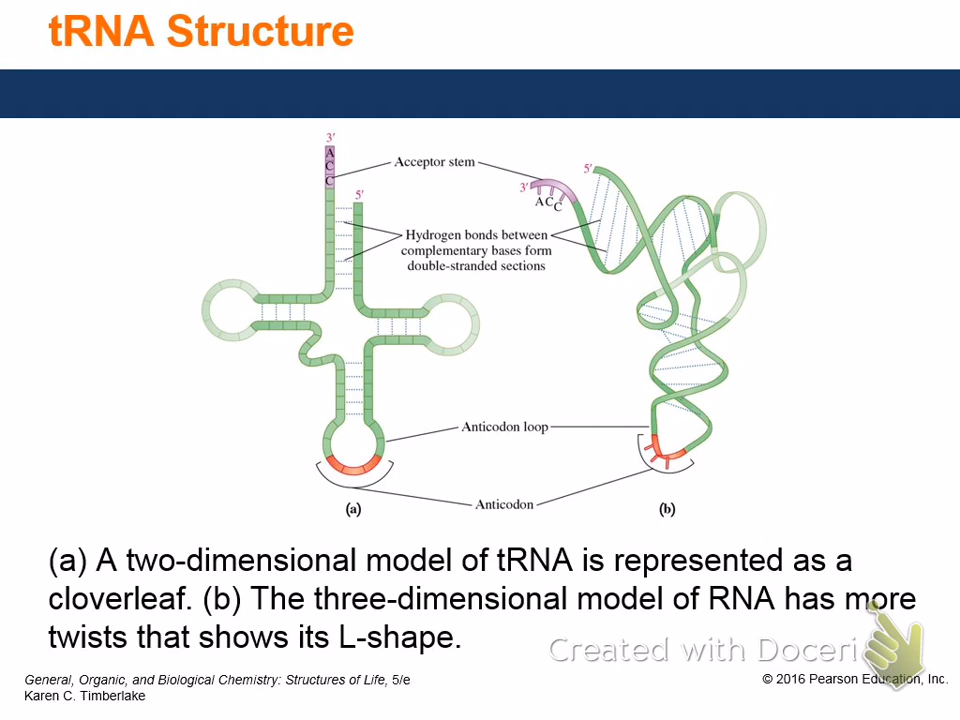 tRNA Structure
3′
A
C
C
Acceptor stem
5′
5′
3′
ACC
Hydrogen bonds between
complementary bases form
double-stranded sections
Anticodon loop
Anticodon
(a)
(b)
(a) A two-dimensional model of tRNA is represented as a
cloverleaf. (b) The three-dimensional model of RNA has more
twists that shows its L-shape.
Created with Doceri
General, Organic, and Biological Chemistry: Structures of Life, 5/e
Karen C. Timberlake
© 2016 Pearson Education, Inc.